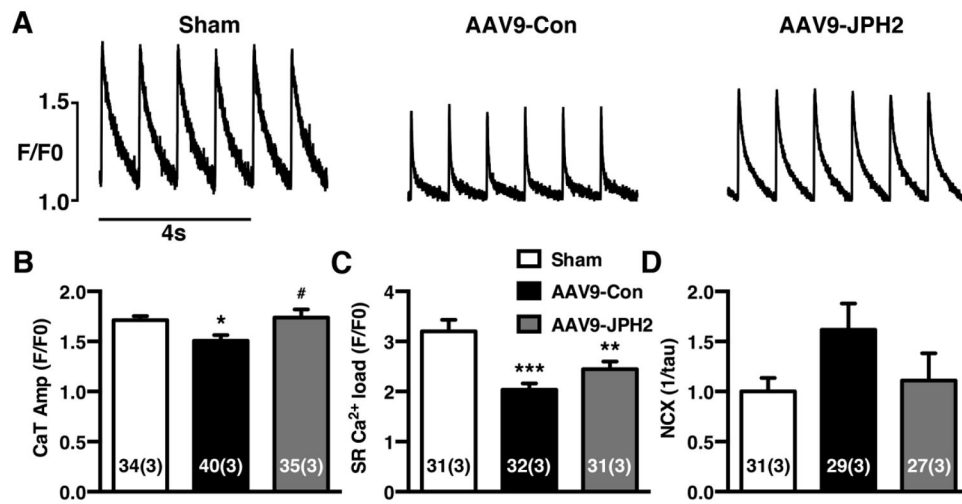 A
Sham
AAV9-Con
AAV9-JPH2
1.5
F/F0
1.0
4s
B
CaT Amp (F/F0)
2.0
1.5
1.0
0.5
0.0
*
#
34(3)
40(3)
35(3)
C
SR Ca²⁺ load (F/F0)
4
3
2
1
0
***
**
31(3)
32(3)
31(3)
Sham
AAV9-Con
AAV9-JPH2
D
NCX (1/tau)
2.0
1.5
1.0
0.5
0.0
31(3)
29(3)
27(3)